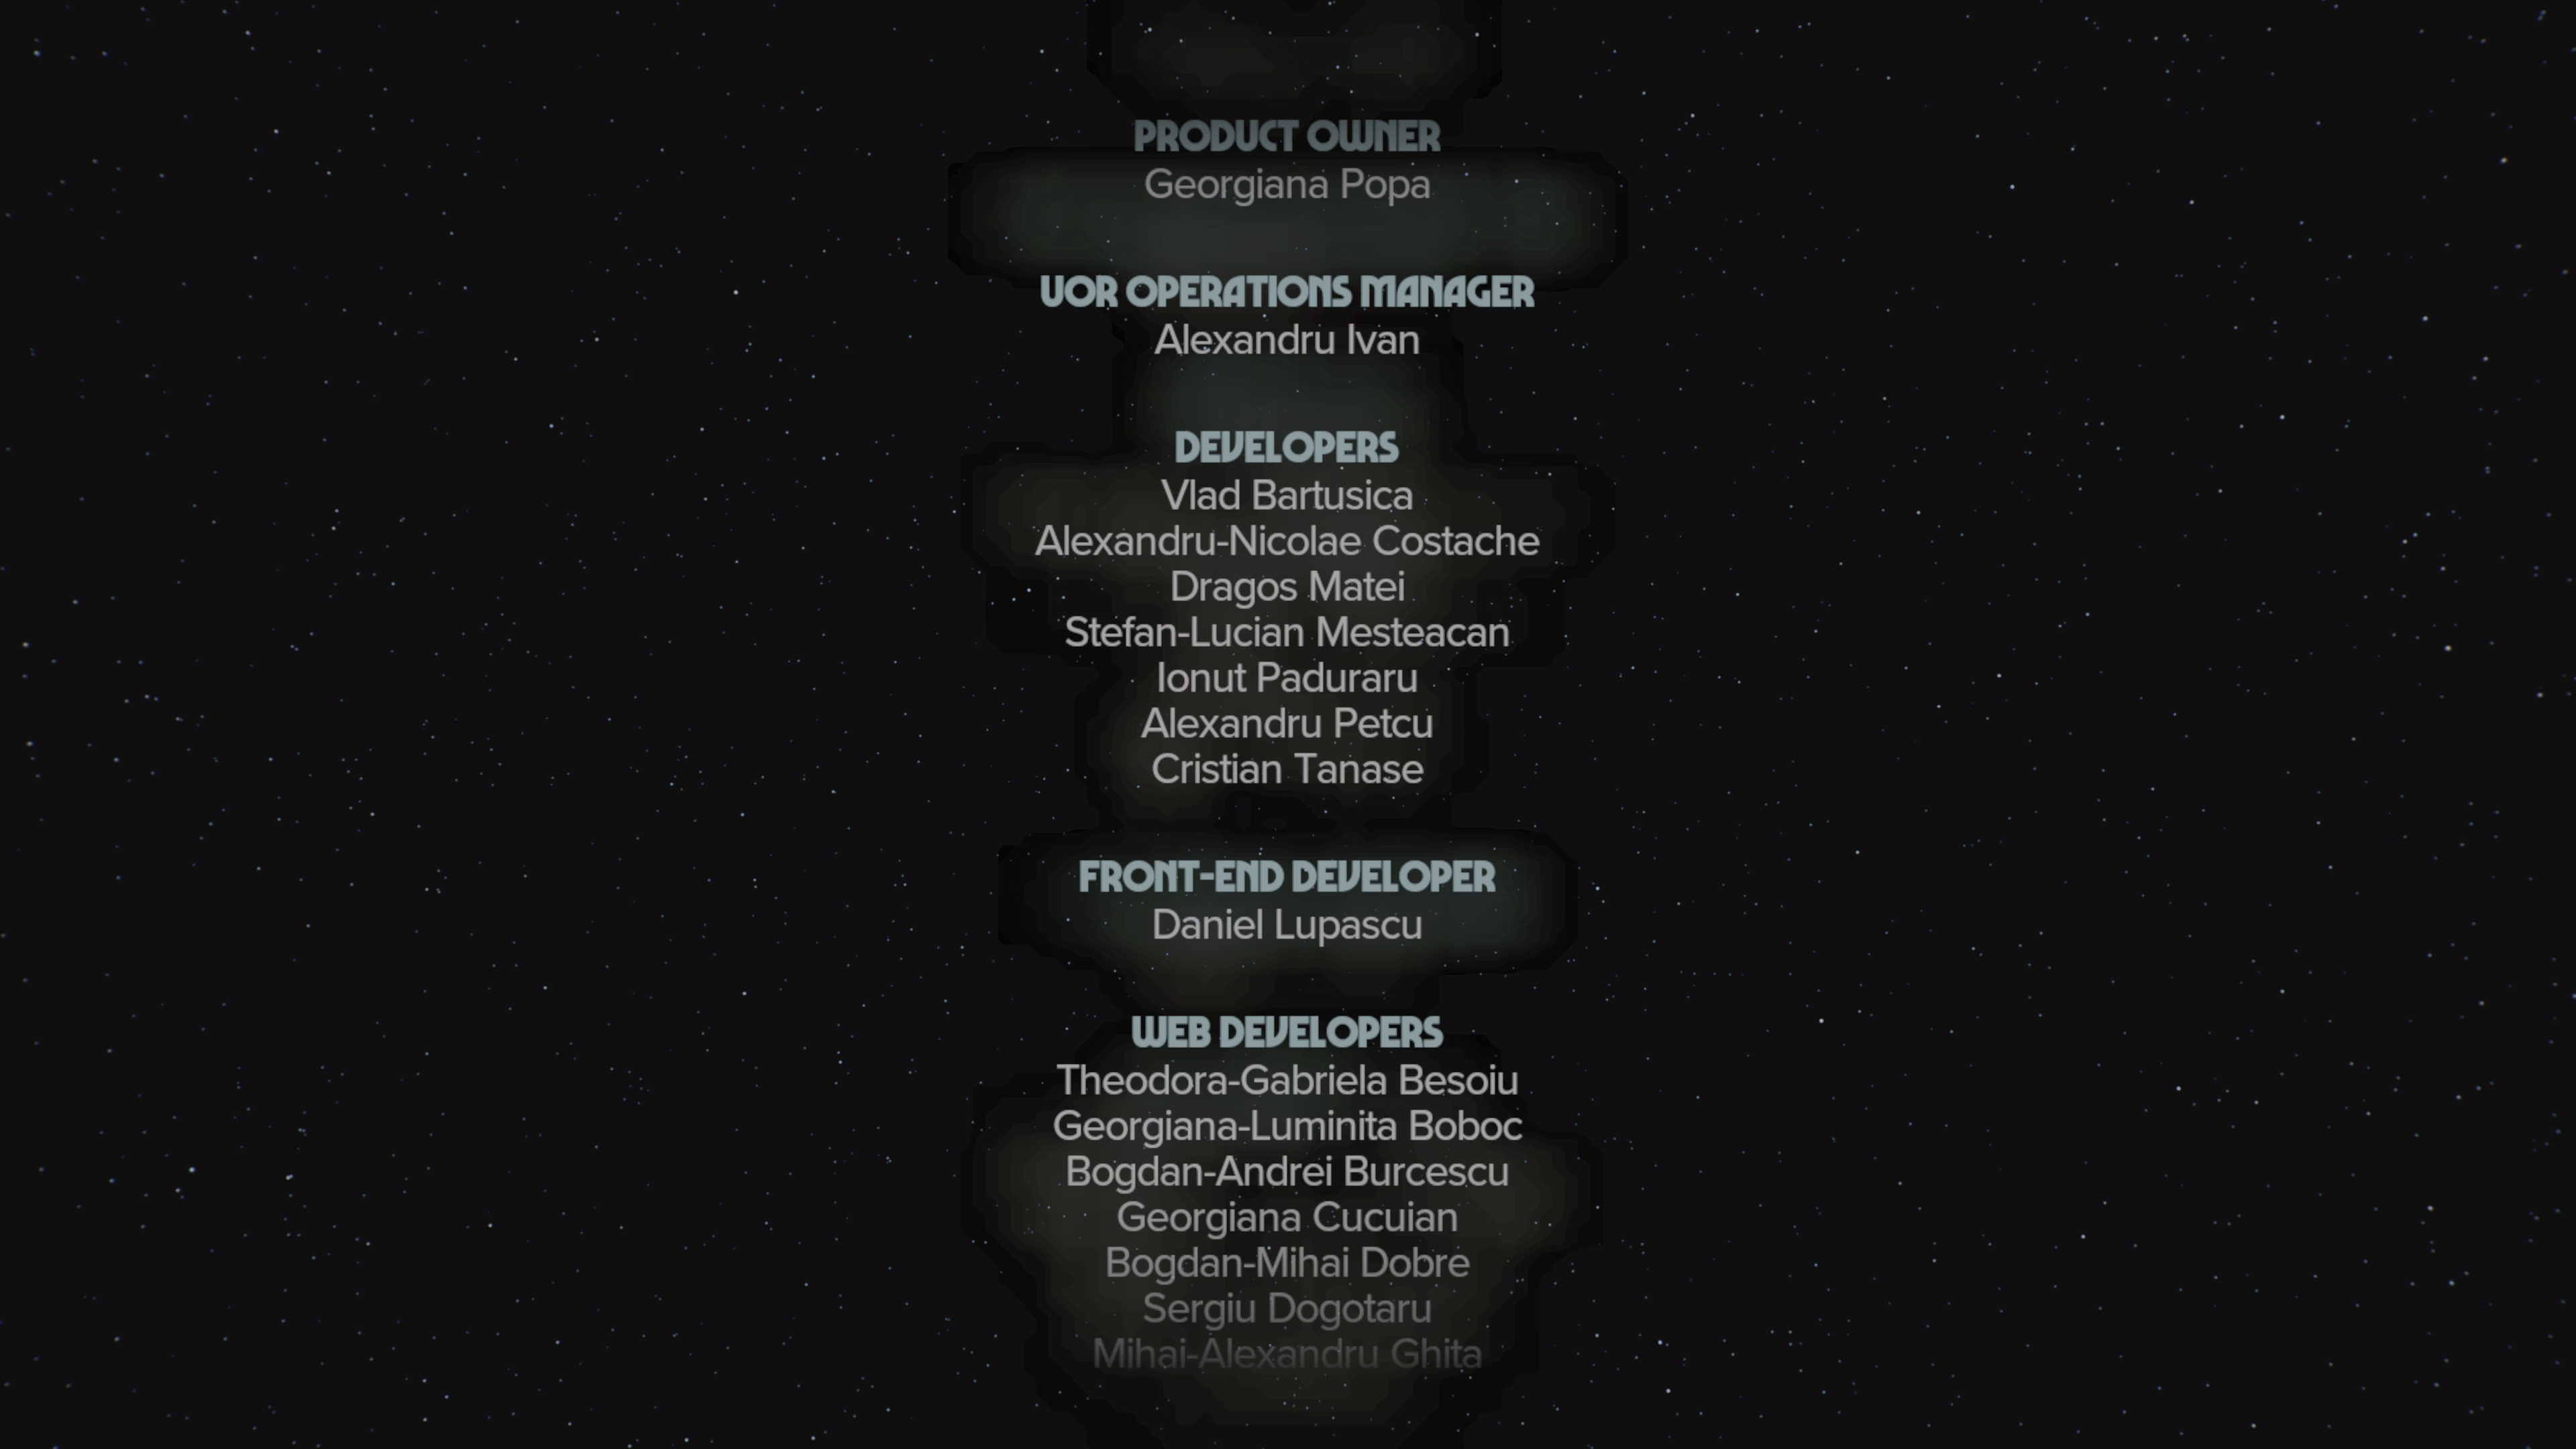 PRODUCT OWNER
Georgiana Popa
UOR OPERATIONS MANAGER
Alexandru Ivan
DEVELOPERS
Vlad Bartusica
Alexandru-Nicolae Costache
Dragos Matei
Stefan-Lucian Mesteacan
Ionut Paduraru
Alexandru Petcu
Cristian Tanase
FRONT-END DEVELOPER
Daniel Lupascu
WEB DEVELOPERS
Theodora-Gabriela Besoiu
Georgiana-Luminita Boboc
Bogdan-Andrei Burcescu
Georgiana Cucuian
Bogdan-Mihai Dobre
Sergiu Dogotaru
Mihai-Alexandru Ghita